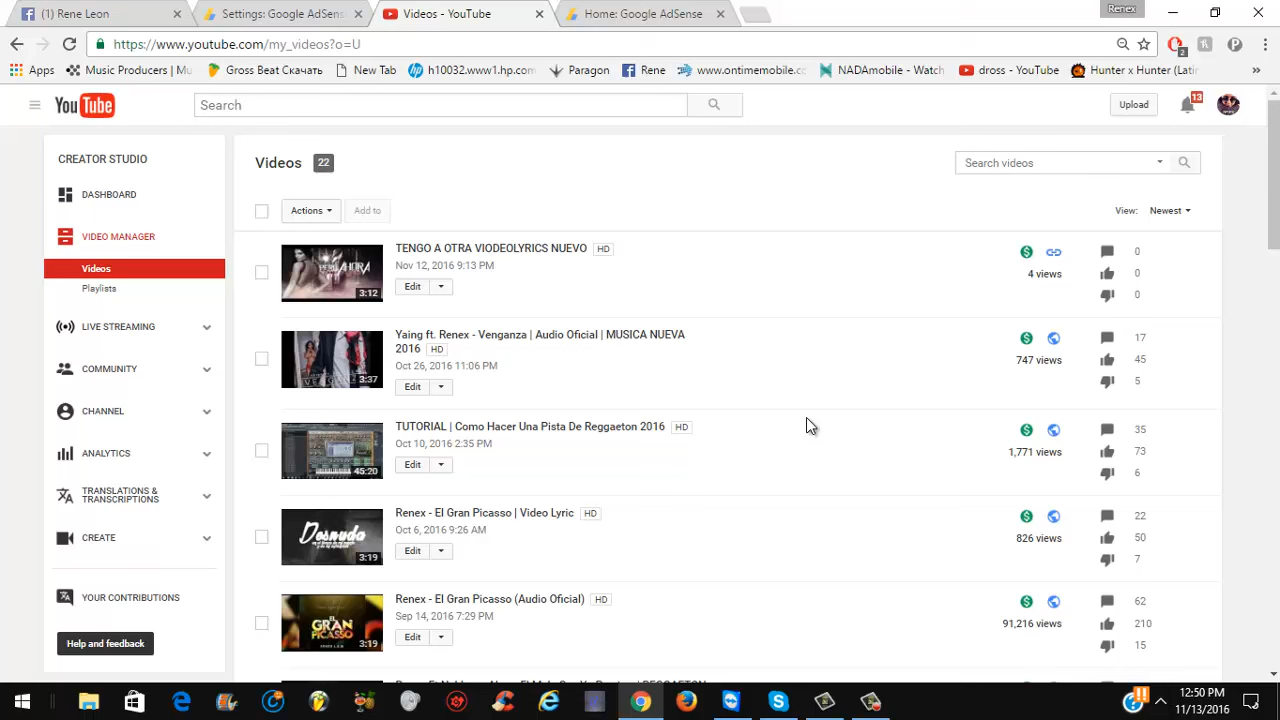 (1) Rene Leon
Settings: Google AdSense
Videos - YouTube
Home: Google AdSense
Renex
https://www.youtube.com/my_videos?o=U
2
Apps
Music Producers | Mu
Gross Beat Скачать
New Tab
h10032.www1.hp.com
Paragon
Rene
www.ontimemobile.co
NADAmobile - Watch
dross - YouTube
Hunter x Hunter (Latin
»
YouTube
Search
Upload
13
CREATOR STUDIO
DASHBOARD
VIDEO MANAGER
Videos
Playlists
LIVE STREAMING
COMMUNITY
CHANNEL
ANALYTICS
TRANSLATIONS &
TRANSCRIPTIONS
CREATE
YOUR CONTRIBUTIONS
Help and feedback
Videos 22
Search videos
Actions
Add to
View: Newest
TENGO A OTRA VIODEOLYRICS NUEVO HD
Nov 12, 2016 9:13 PM
Edit
AHORA
3:12
4 views
0
0
0
Yaing ft. Renex - Venganza | Audio Oficial | MUSICA NUEVA
2016 HD
Oct 26, 2016 11:06 PM
Edit
3:37
747 views
17
45
5
TUTORIAL | Como Hacer Una Pista De Reggaeton 2016 HD
Oct 10, 2016 2:35 PM
Edit
45:20
1,771 views
35
73
6
Renex - El Gran Picasso | Video Lyric HD
Oct 6, 2016 9:26 AM
Edit
Desnuda
3:19
826 views
22
50
7
Renex - El Gran Picasso (Audio Oficial) HD
Sep 14, 2016 7:29 PM
Edit
EL
GRAN
PICASSO
3:19
91,216 views
62
210
15
12:50 PM
11/13/2016